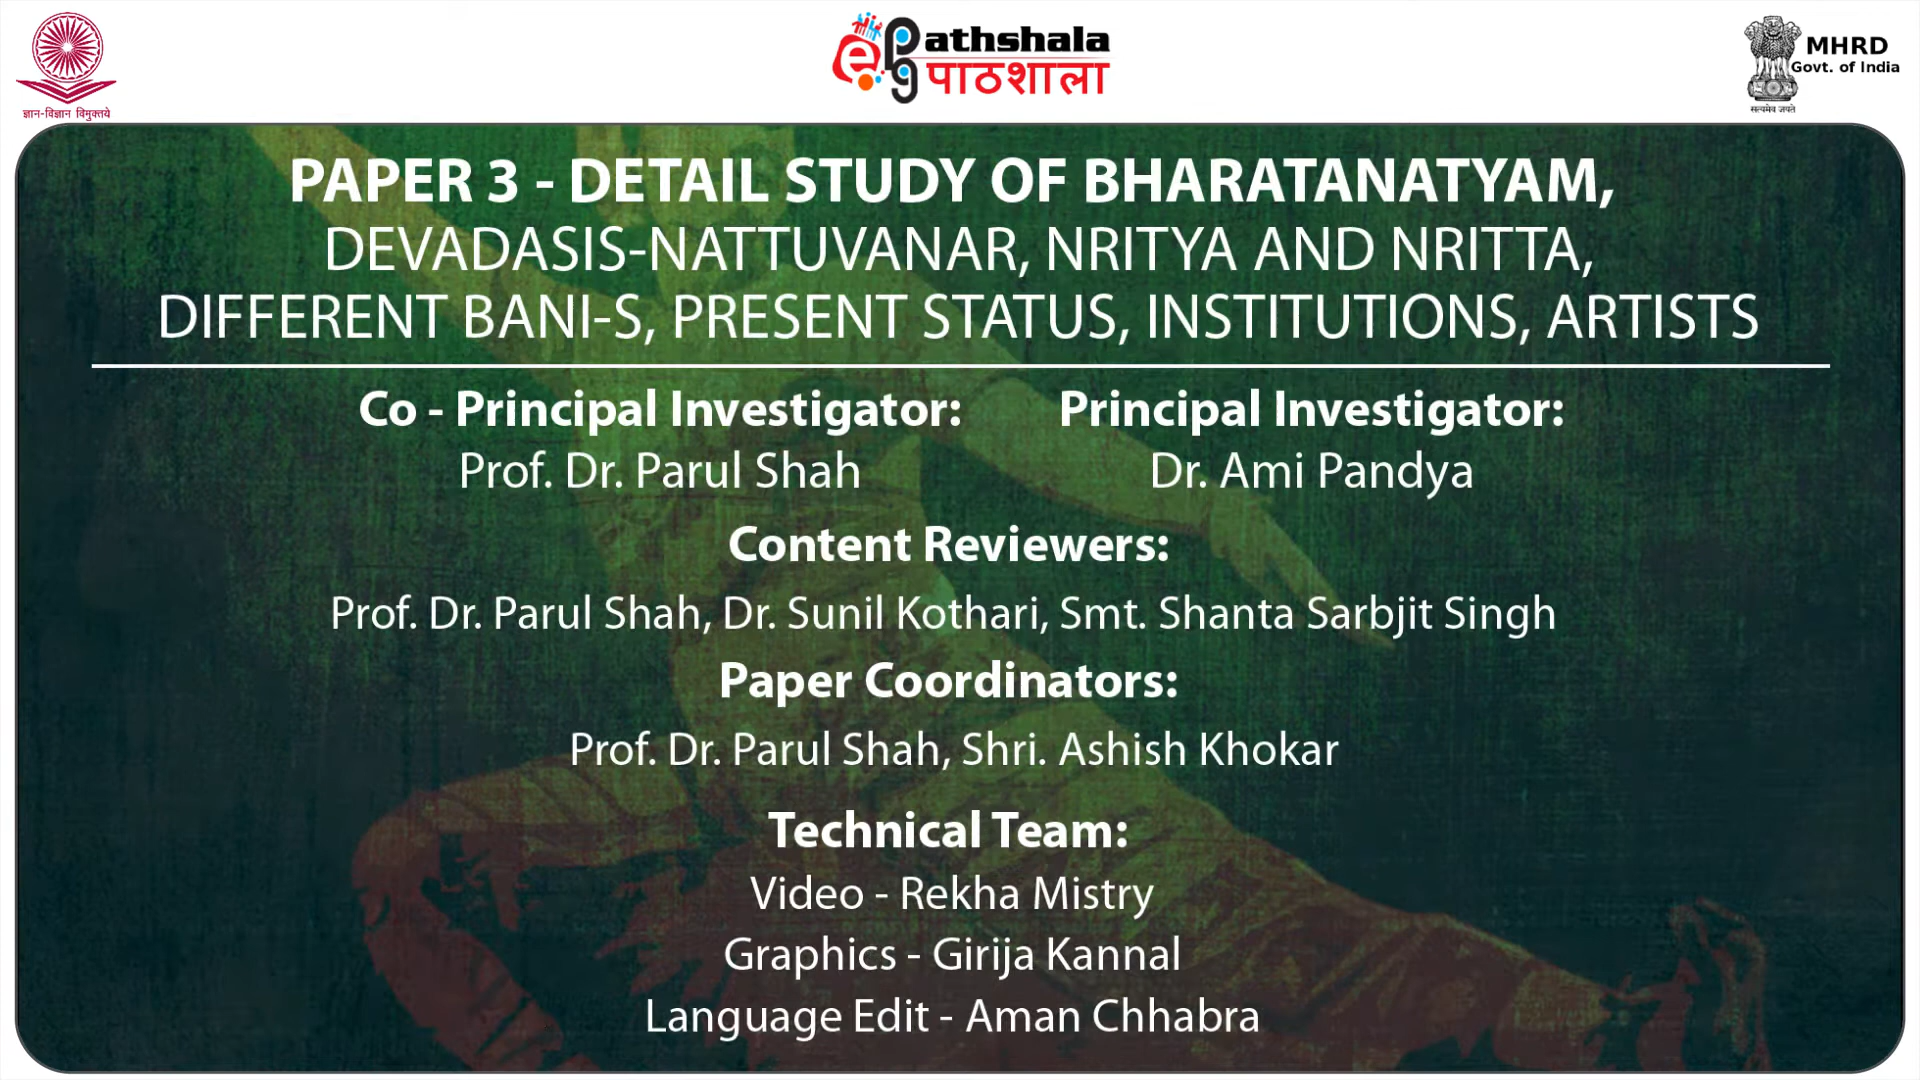 ज्ञान-विज्ञान विमुक्तये
ePathshala
पाठशाला
MHRD
Govt. of India
सत्यमेव जयते
PAPER 3 - DETAIL STUDY OF BHARATANATYAM,
DEVADASIS-NATTUVANAR, NRITYA AND NRITTA,
DIFFERENT BANI-S, PRESENT STATUS, INSTITUTIONS, ARTISTS
Co - Principal Investigator: Principal Investigator:
Prof. Dr. Parul Shah Dr. Ami Pandya
Content Reviewers:
Prof. Dr. Parul Shah, Dr. Sunil Kothari, Smt. Shanta Sarbjit Singh
Paper Coordinators:
Prof. Dr. Parul Shah, Shri. Ashish Khokar
Technical Team:
Video - Rekha Mistry
Graphics - Girija Kannal
Language Edit - Aman Chhabra